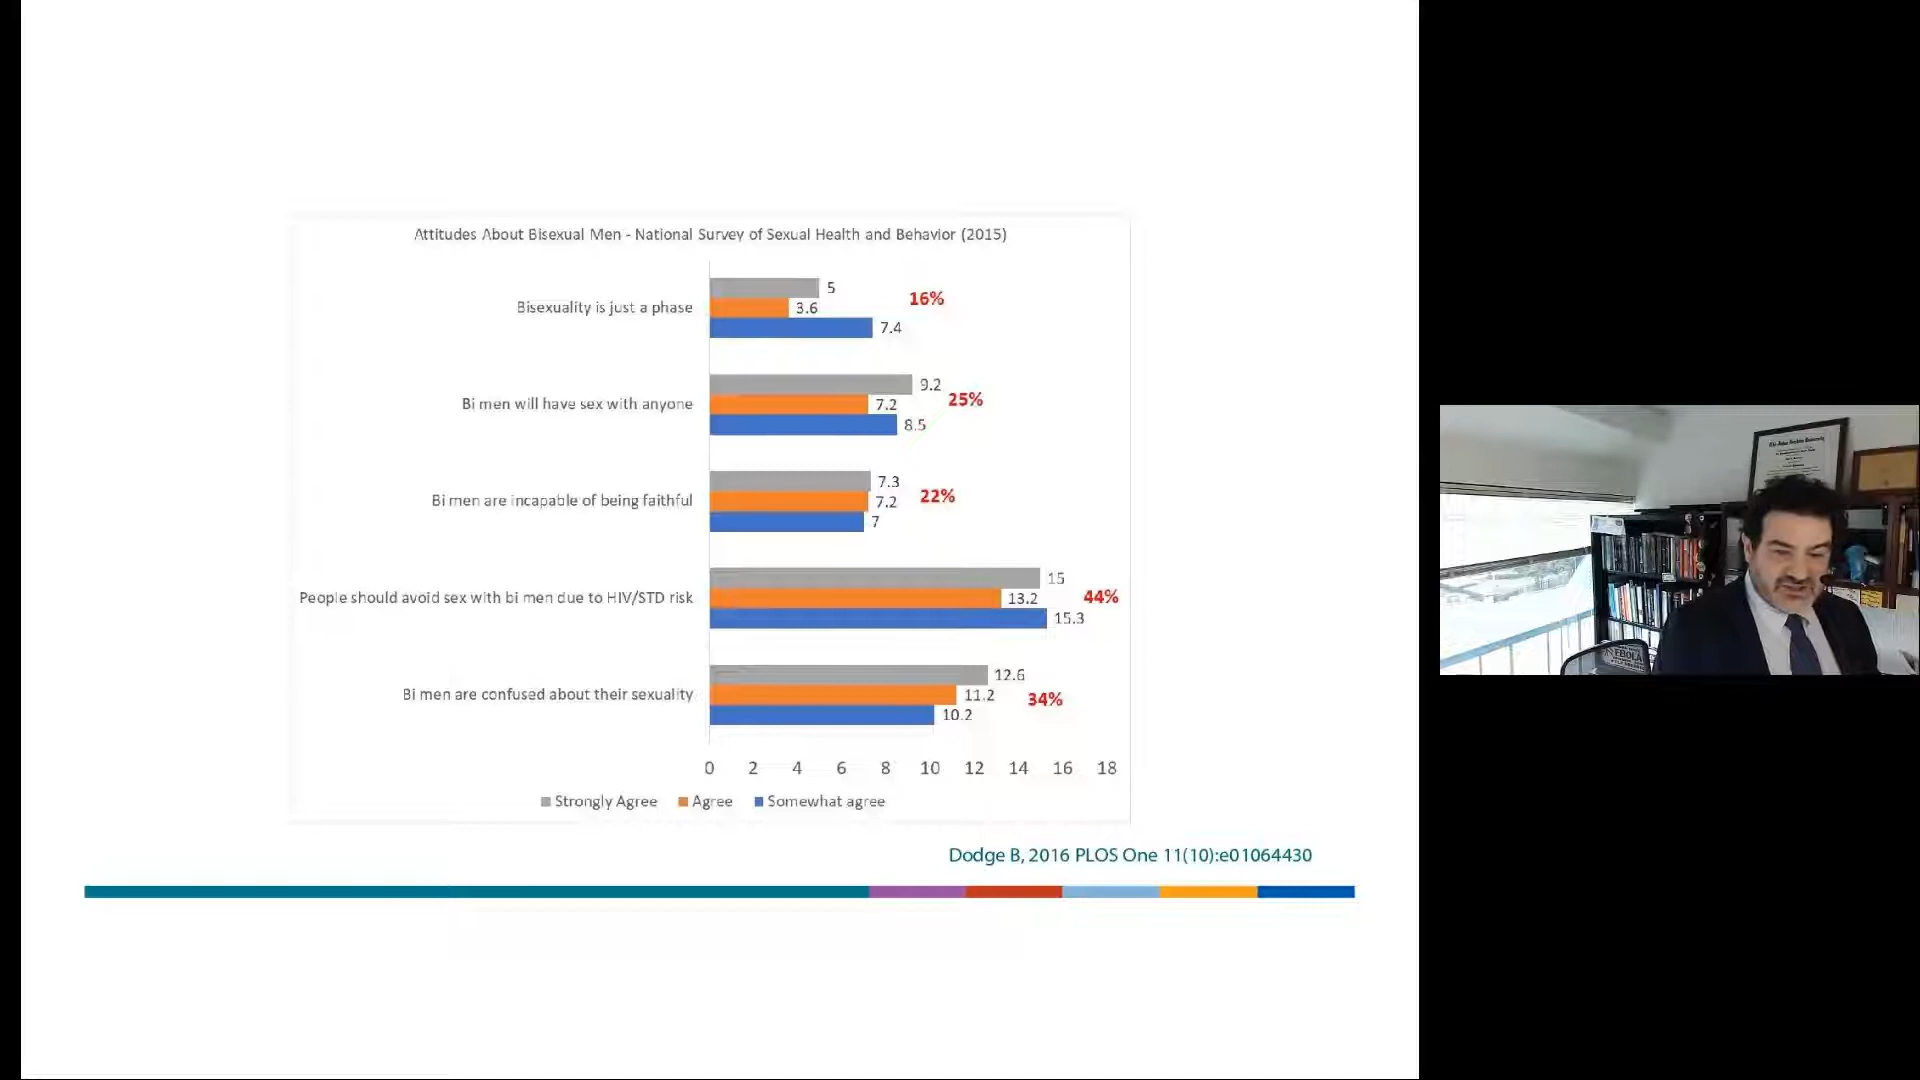 Attitudes About Bisexual Men - National Survey of Sexual Health and Behavior (2015)
Bisexuality is just a phase
5
3.6
7.4
16%
Bi men will have sex with anyone
9.2
7.2
8.5
25%
Bi men are incapable of being faithful
7.3
7.2
7
22%
People should avoid sex with bi men due to HIV/STD risk
15
13.2
15.3
44%
Bi men are confused about their sexuality
12.6
11.2
10.2
34%
0 2 4 6 8 10 12 14 16 18
Strongly Agree Agree Somewhat agree
Dodge B, 2016 PLOS One 11(10):e01064430
EBOLA